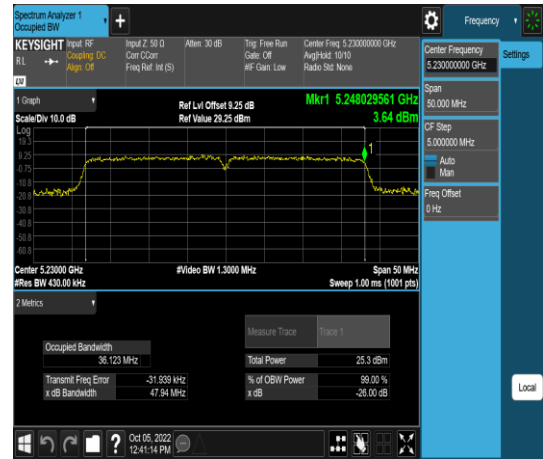 Spectrum Analyzer 1
Occupied BW
+
Frequency
KEYSIGHT
Input: RF
Input Z: 50 Ω
Atten: 30 dB
Trig: Free Run
Center Freq: 5.230000000 GHz
RL
Coupling: DC
Corr CCorr
Gate: Off
Avg|Hold: 10/10
Align: Off
Freq Ref: Int (S)
#IF Gain: Low
Radio Std: None
LXI
Center Frequency
5.230000000 GHz
Settings
Span
50.000 MHz
CF Step
5.000000 MHz
Auto
Man
Freq Offset
0 Hz
Local
1 Graph
Ref Lvl Offset 9.25 dB
Mkr1 5.248029561 GHz
Scale/Div 10.0 dB
Ref Value 29.25 dBm
3.64 dBm
Log
19.3
9.25
-0.75
-10.8
-20.8
-30.8
-40.8
-50.8
-60.8
1
Center 5.23000 GHz
#Video BW 1.3000 MHz
Span 50 MHz
#Res BW 430.00 kHz
Sweep 1.00 ms (1001 pts)
2 Metrics
Measure Trace
Trace 1
Occupied Bandwidth
36.123 MHz
Total Power
25.3 dBm
Transmit Freq Error
-31.939 kHz
% of OBW Power
99.00 %
x dB Bandwidth
47.94 MHz
x dB
-26.00 dB
?
Oct 05, 2022
12:41:14 PM